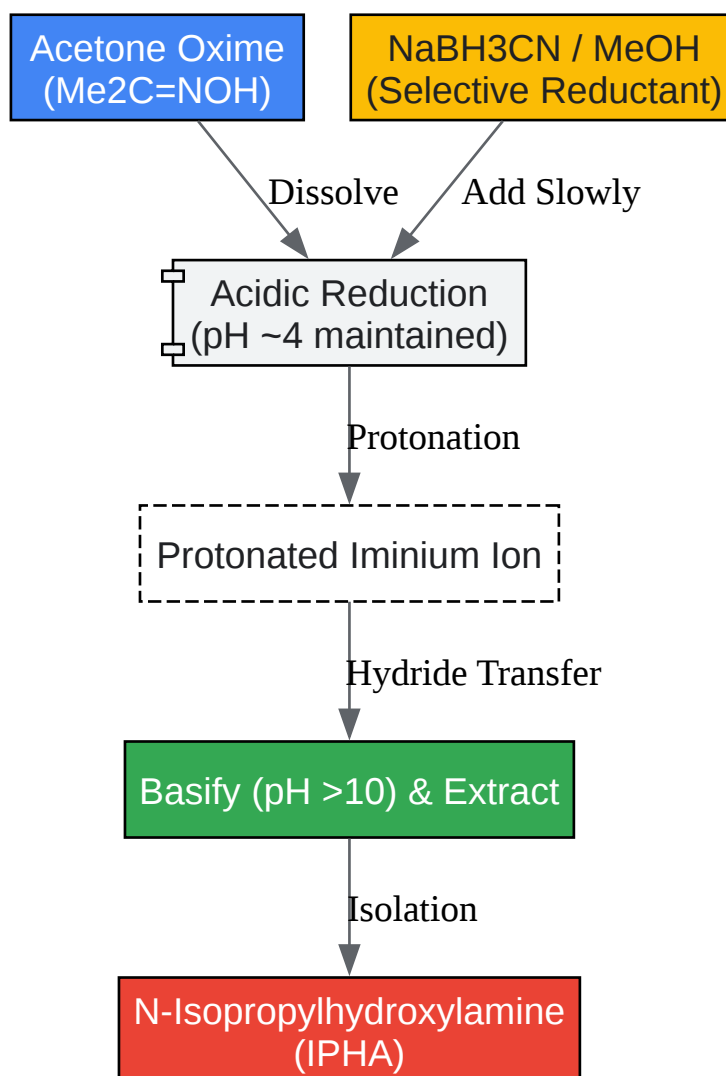 Acetone Oxime
(Me2C=NOH)
NaBH3CN / MeOH
(Selective Reductant)
Dissolve
Add Slowly
Acidic Reduction
(pH ~4 maintained)
Protonation
Protonated Iminium Ion
Hydride Transfer
Basify (pH >10) & Extract
Isolation
N-Isopropylhydroxylamine
(IPHA)